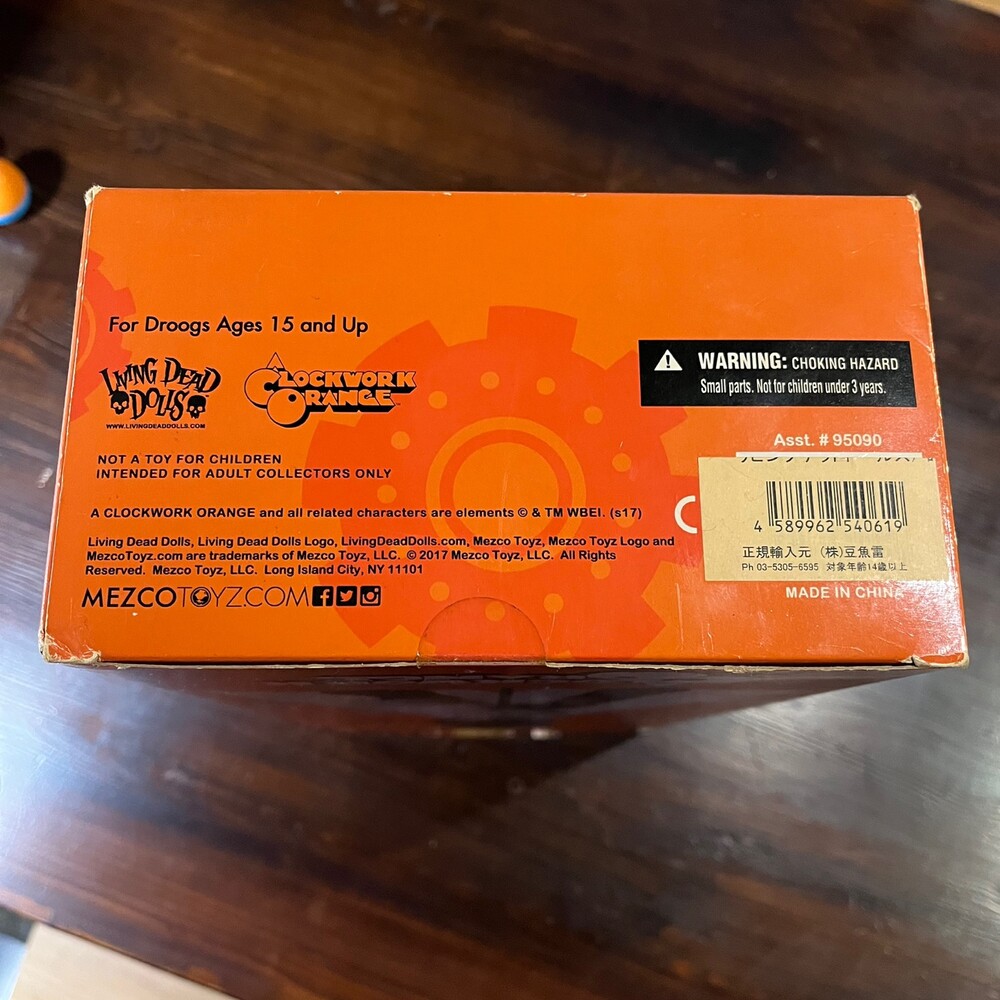 For Droogs Ages 15 and Up
LIVING DEAD
DOLLS
WWW.LIVINGDEADDOLLS.COM
A CLOCKWORK
ORANGE
NOT A TOY FOR CHILDREN
INTENDED FOR ADULT COLLECTORS ONLY
A CLOCKWORK ORANGE and all related characters are elements © & TM WBEI. (s17)
Living Dead Dolls, Living Dead Dolls Logo, LivingDeadDolls.com, Mezco Toyz, Mezco Toyz Logo and
MezcoToyz.com are trademarks of Mezco Toyz, LLC. © 2017 Mezco Toyz, LLC. All Rights
Reserved. Mezco Toyz, LLC. Long Island City, NY 11101
MEZCOTOYZ.COM
WARNING: CHOKING HAZARD
Small parts. Not for children under 3 years.
Asst. # 95090
4 589962 540619
正規輸入元 (株)豆魚雷
Ph 03-5305-6595 対象年齢14歳以上
MADE IN CHINA